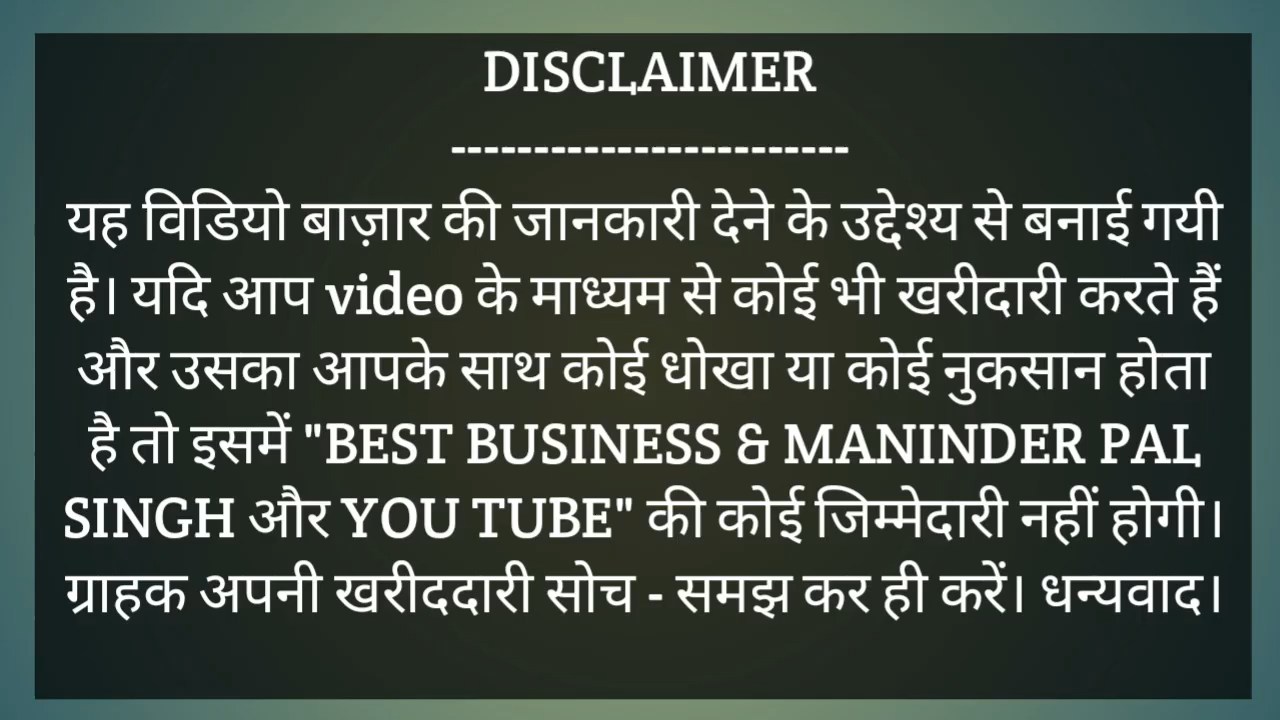 DISCLAIMER
------------------------
यह विडियो बाज़ार की जानकारी देने के उद्देश्य से बनाई गयी
है। यदि आप video के माध्यम से कोई भी खरीदारी करते हैं
और उसका आपके साथ कोई धोखा या कोई नुकसान होता
है तो इसमें "BEST BUSINESS & MANINDER PAL
SINGH और YOU TUBE" की कोई जिम्मेदारी नहीं होगी।
ग्राहक अपनी खरीददारी सोच - समझ कर ही करें। धन्यवाद।